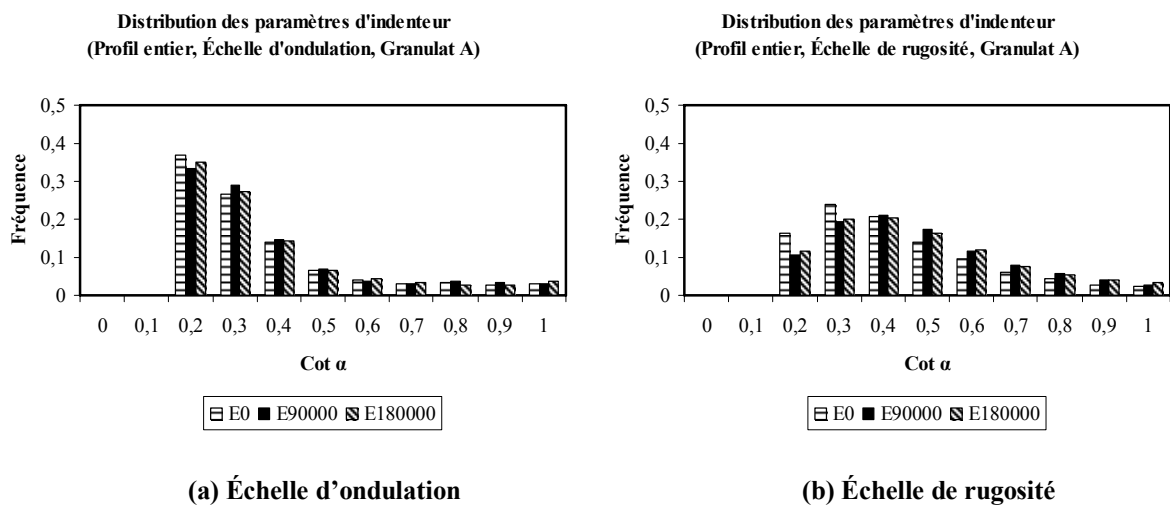 Distribution des paramètres d'indenteur
(Profil entier, Échelle d'ondulation, Granulat A)
0,5
0,4
0,3
0,2
0,1
0
Fréquence
0 0,1 0,2 0,3 0,4 0,5 0,6 0,7 0,8 0,9 1
Cot α
E0 E90000 E180000
(a) Échelle d’ondulation
Distribution des paramètres d'indenteur
(Profil entier, Échelle de rugosité, Granulat A)
0,5
0,4
0,3
0,2
0,1
0
Fréquence
0 0,1 0,2 0,3 0,4 0,5 0,6 0,7 0,8 0,9 1
Cot α
E0 E90000 E180000
(b) Échelle de rugosité